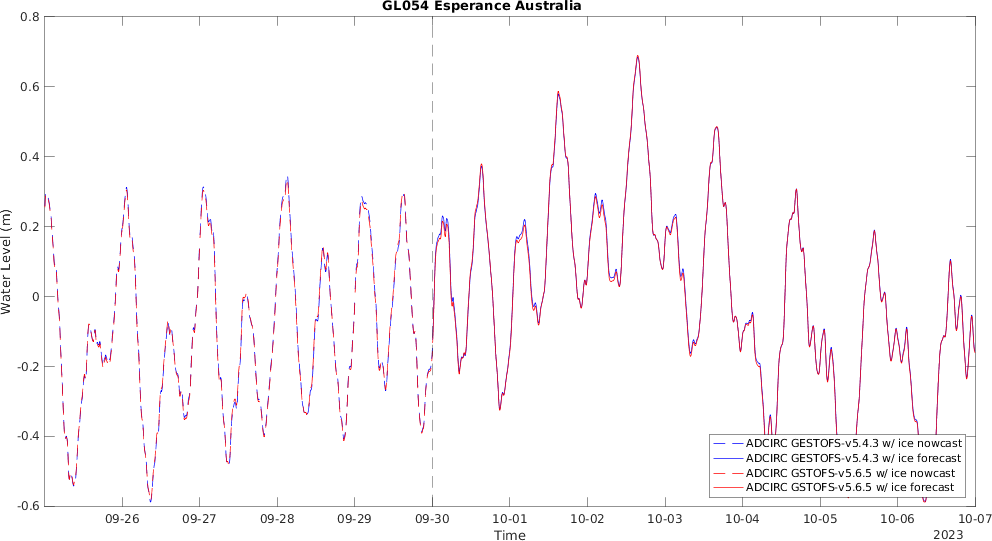 GL054 Esperance Australia
0.8
0.6
0.4
0.2
0
-0.2
-0.4
-0.6
Water Level (m)
ADCIRC GESTOFS-v5.4.3 w/ ice nowcast
ADCIRC GESTOFS-v5.4.3 w/ ice forecast
ADCIRC GSTOFS-v5.6.5 w/ ice nowcast
ADCIRC GSTOFS-v5.6.5 w/ ice forecast
09-26 09-27 09-28 09-29 09-30 10-01 10-02 10-03 10-04 10-05 10-06 10-07
Time
2023